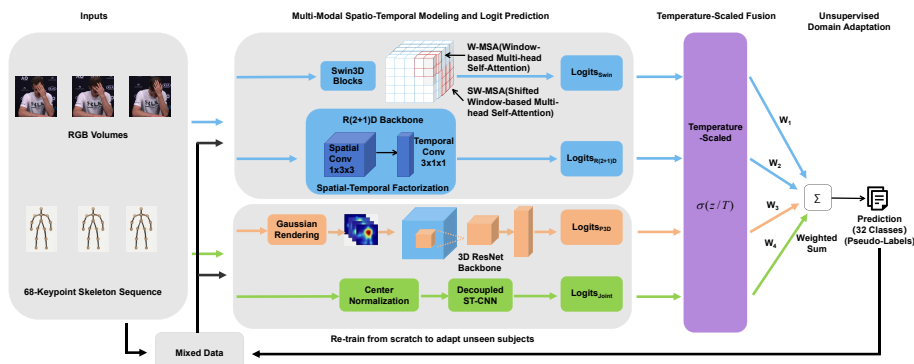 Inputs
Multi-Modal Spatio-Temporal Modeling and Logit Prediction
Temperature-Scaled Fusion
Unsupervised
Domain Adaptation
RGB Volumes
68-Keypoint Skeleton Sequence
Mixed Data
Swin3D
Blocks
W-MSA(Window-
based Multi-head
Self-Attention)
SW-MSA(Shifted
Window-based Multi-
head Self-Attention)
LogitsSwin
R(2+1)D Backbone
Spatial
Conv
1x3x3
Temporal
Conv
3x1x1
Spatial-Temporal Factorization
LogitsR(2+1)D
Gaussian
Rendering
3D ResNet
Backbone
LogitsP3D
Center
Normalization
Decoupled
ST-CNN
LogitsJoint
Temperature
-Scaled
σ(z/T)
W1
W2
W3
W4
Σ
Weighted
Sum
Prediction
(32 Classes)
(Pseudo-Labels)
Re-train from scratch to adapt unseen subjects